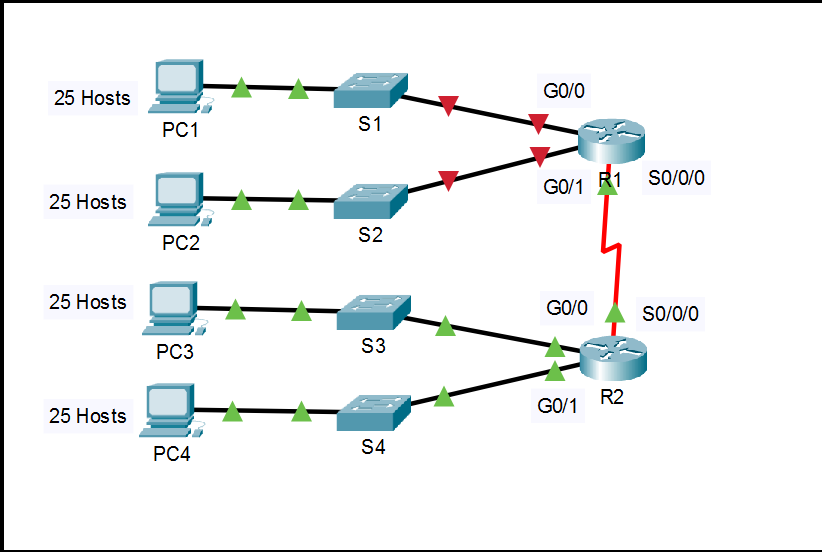 25 Hosts
PC1
S1
G0/0
R1
S0/0/0
25 Hosts
PC2
S2
G0/1
25 Hosts
PC3
S3
G0/0
S0/0/0
R2
25 Hosts
PC4
S4
G0/1